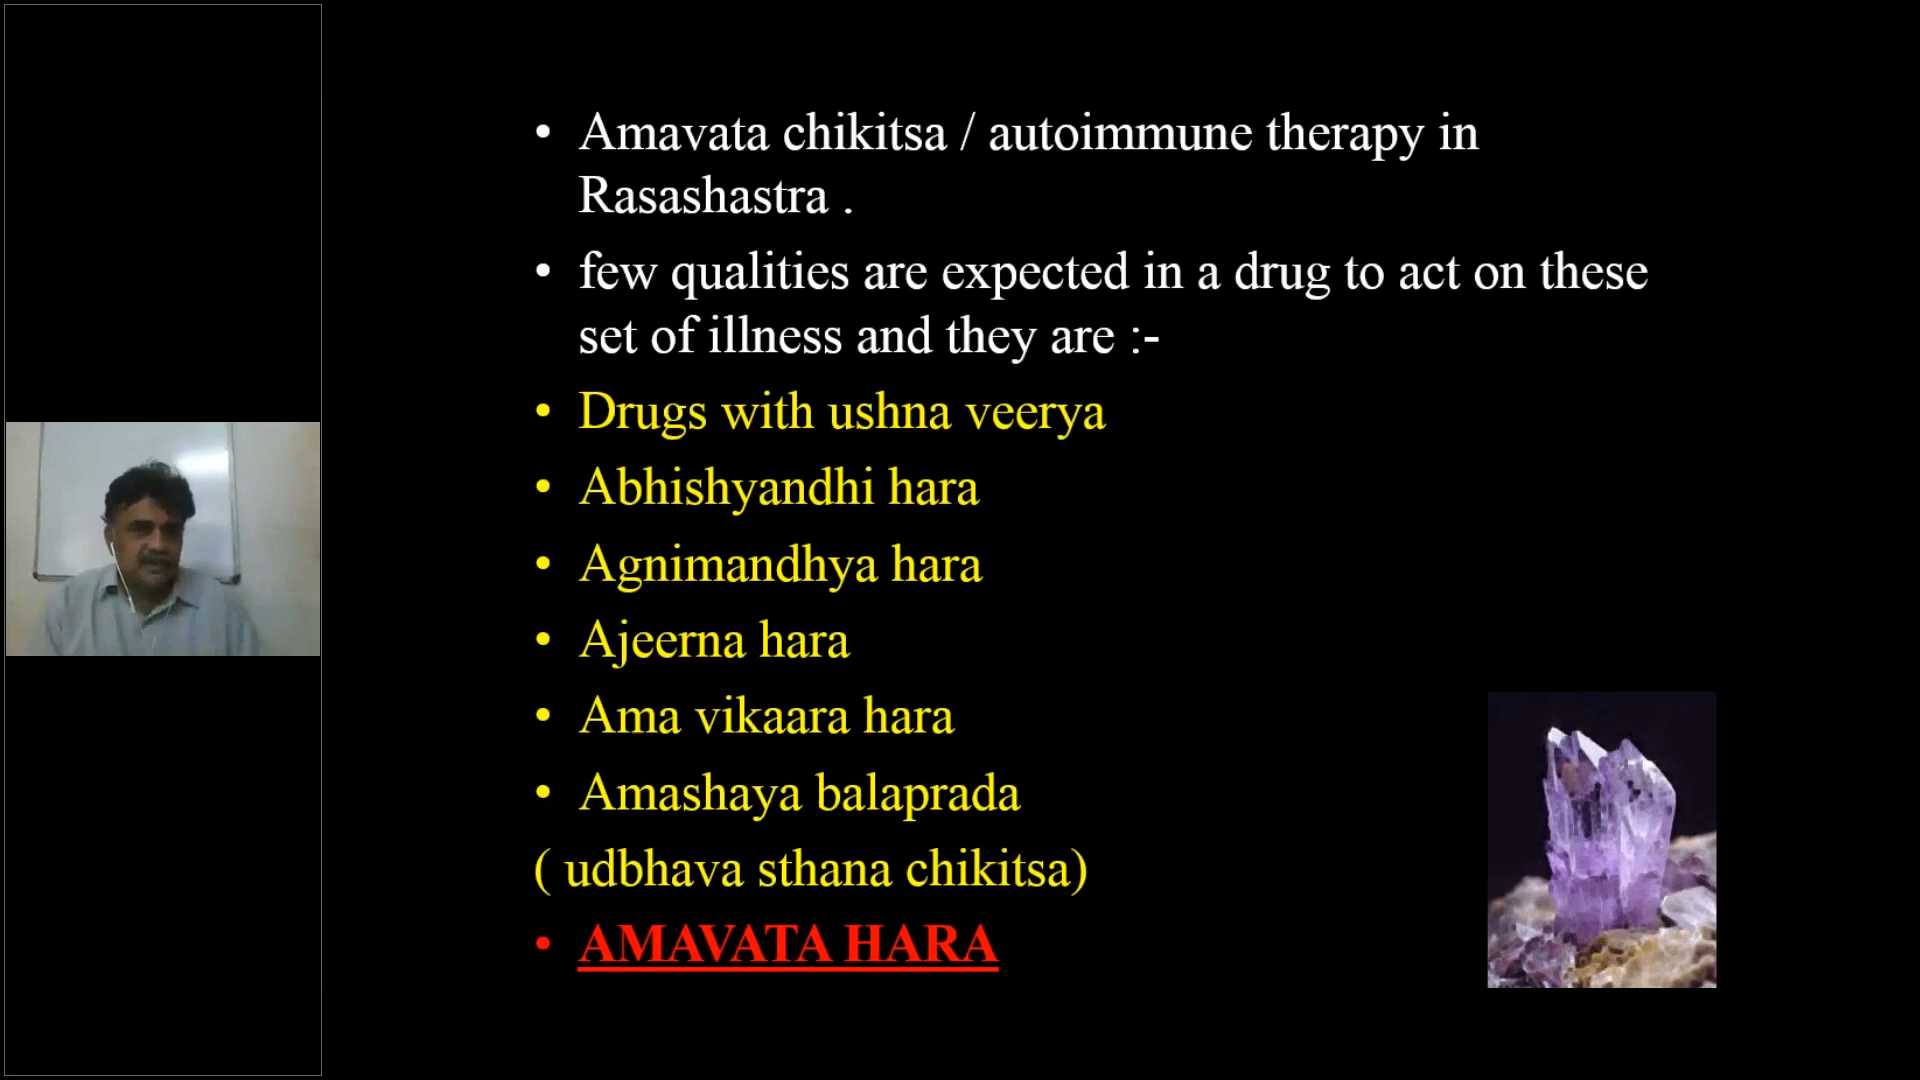 • Amavata chikitsa / autoimmune therapy in
Rasashastra .
• few qualities are expected in a drug to act on these
set of illness and they are :-
• Drugs with ushna veerya
• Abhishyandhi hara
• Agnimandhya hara
• Ajeerna hara
• Ama vikaara hara
• Amashaya balaprada
( udbhava sthana chikitsa)
• AMAVATA HARA